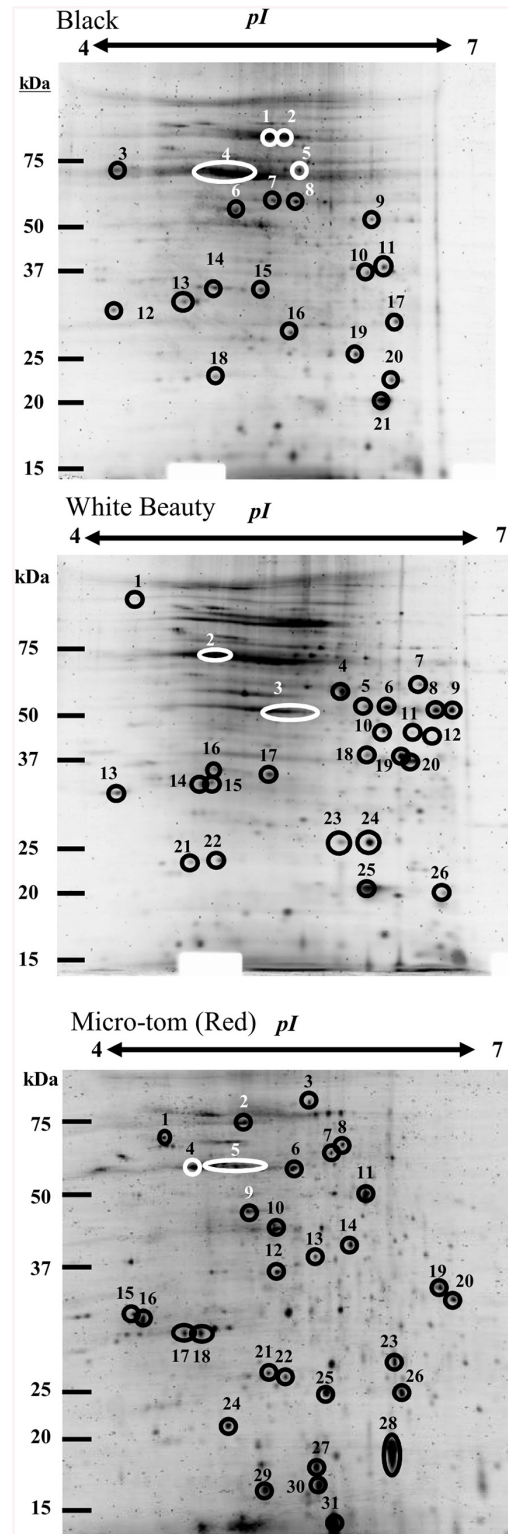 Black pI
4 7
kDa
1 2
75 3 4 5
6 7 8
50 9
37 10 11
14 15
13
12 16 17
25 18 19 20
20
21
15
White Beauty pI
4 7
kDa
1
75 2
3 4 7
50 5 6 8 9
10 11 12
37 16 17 18 19 20
13 14 15
23 24
25 21 22
25 26
20
15
Micro-tom (Red) pI
4 7
kDa
3
75 2
1 7 8
4 5 6
50 11
9 10
12 13 14
37 19 20
15 16
17 18
21 22 23
25 25 26
24
20 28
27
29 30
15 31